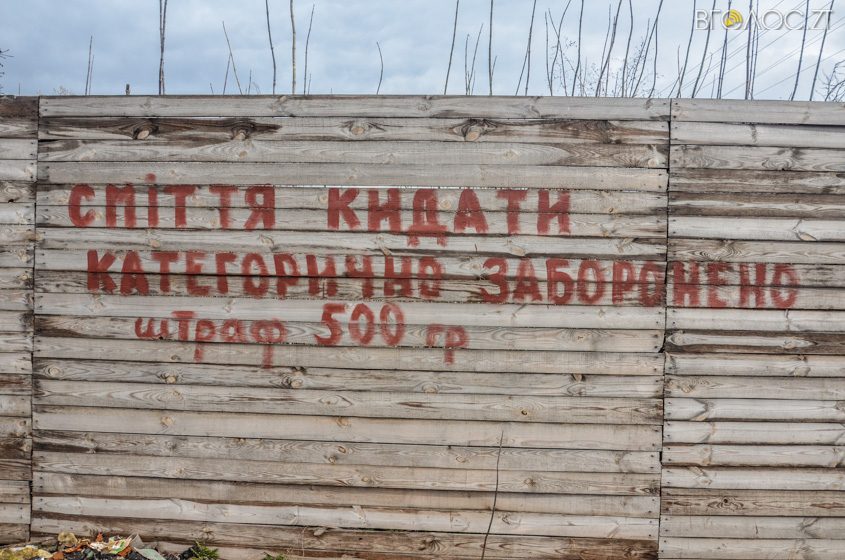 ВГОЛОС.ZT
СМІТТЯ КИДАТИ
КАТЕГОРИЧНО ЗАБОРОНЕНО
штраф 500 гр